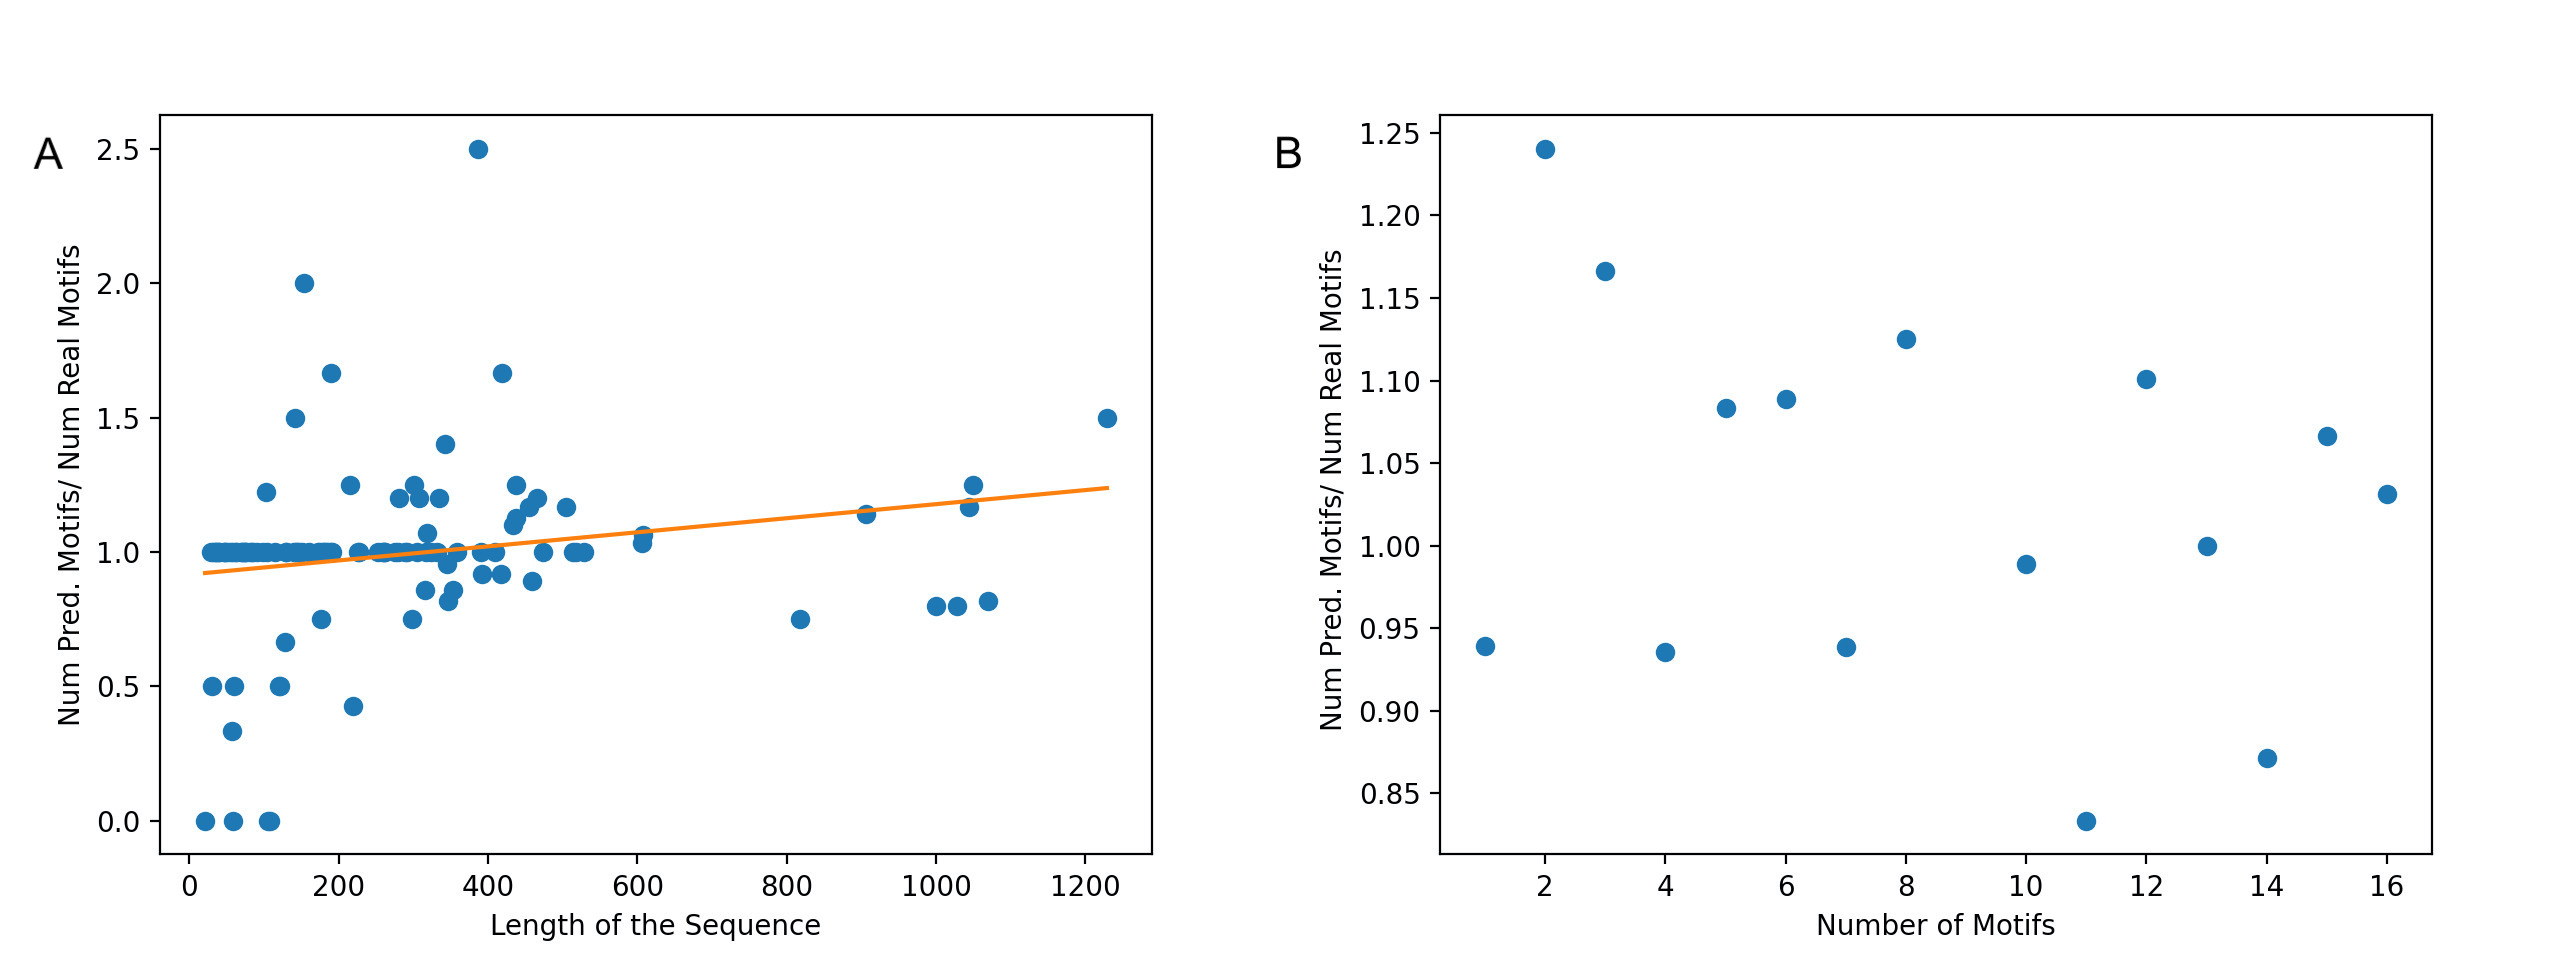 A
2.5
2.0
1.5
1.0
0.5
0.0
Num Pred. Motifs/ Num Real Motifs
0 200 400 600 800 1000 1200
Length of the Sequence
B
1.25
1.20
1.15
1.10
1.05
1.00
0.95
0.90
0.85
Num Pred. Motifs/ Num Real Motifs
2 4 6 8 10 12 14 16
Number of Motifs